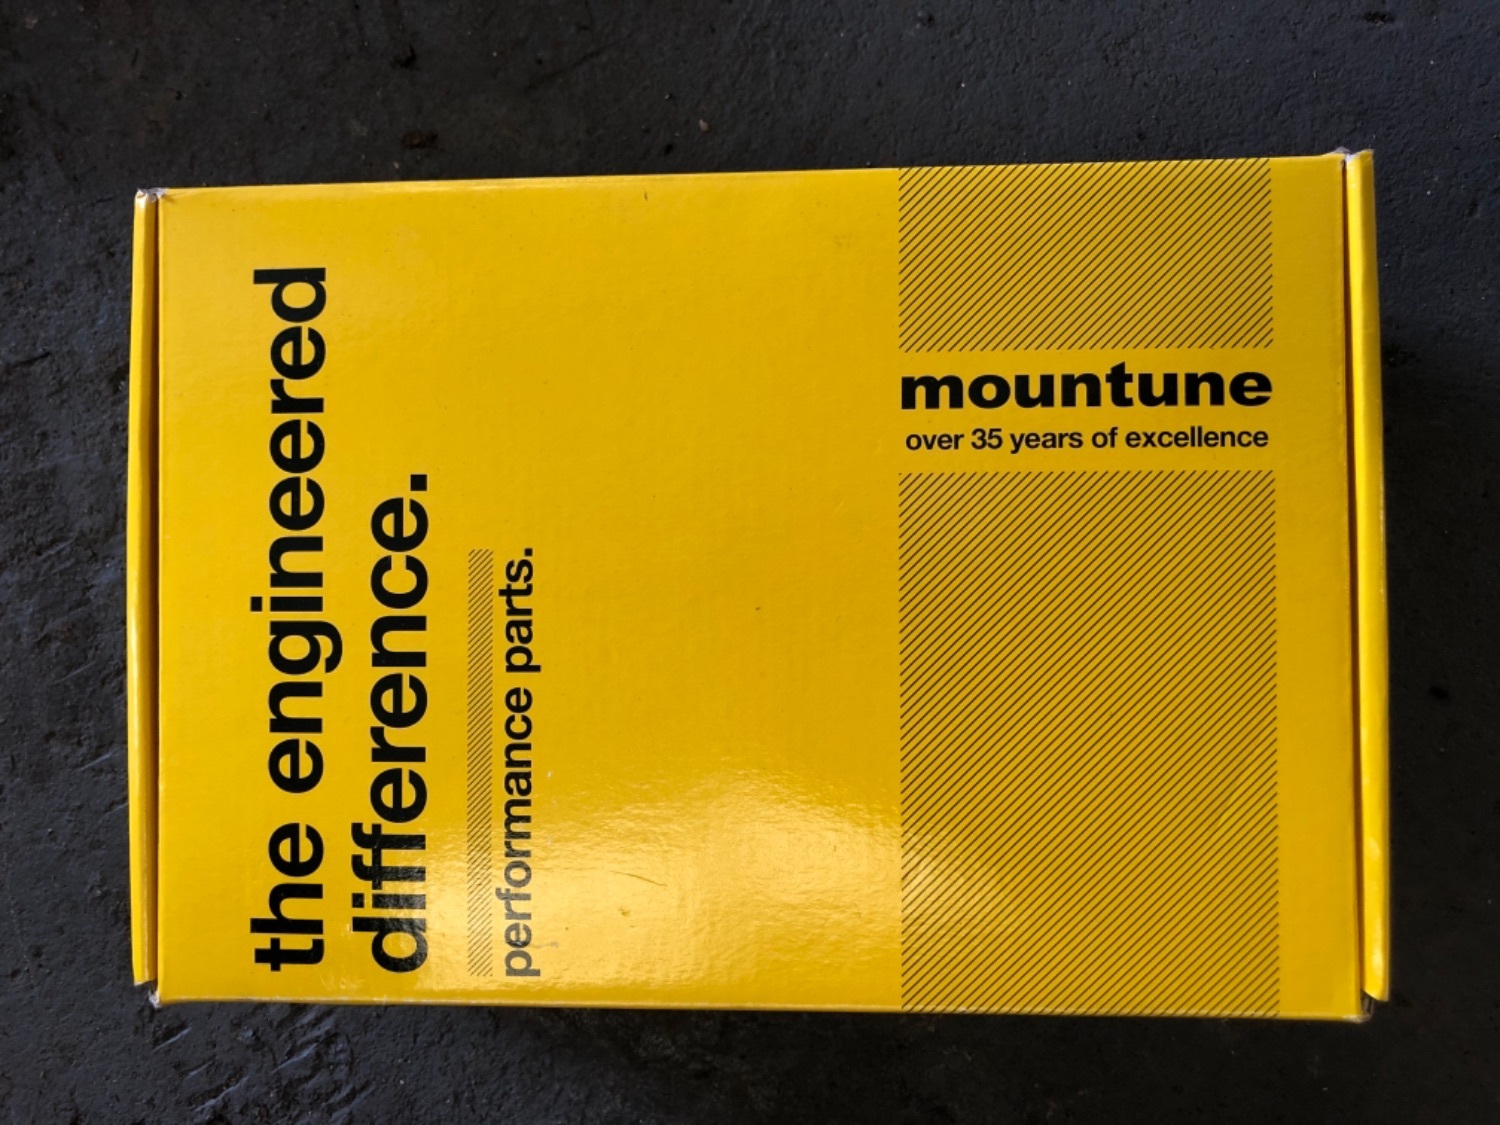 the engineered
difference.
performance parts.
mountune
over 35 years of excellence